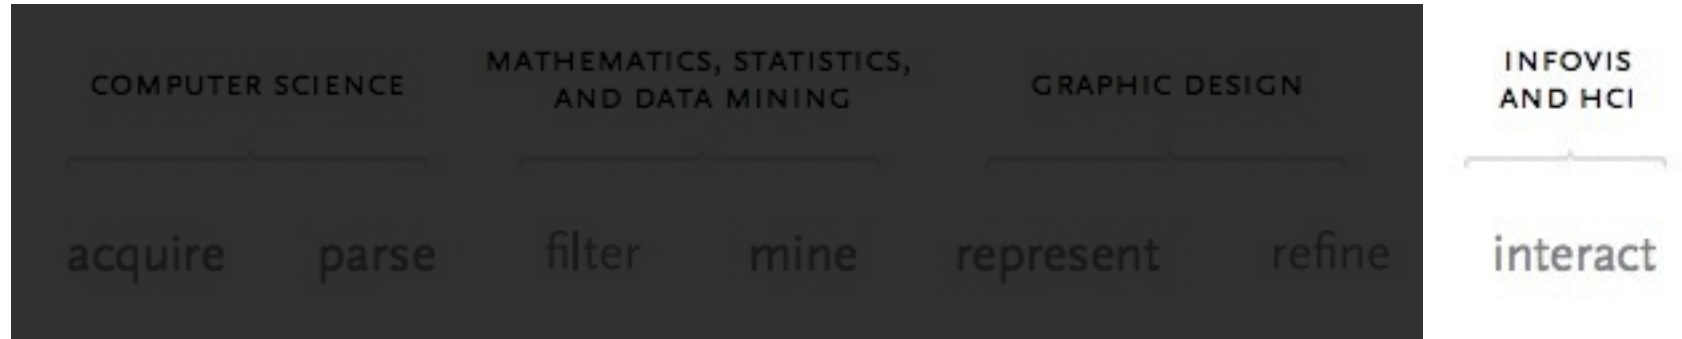 COMPUTER SCIENCE
MATHEMATICS, STATISTICS,
AND DATA MINING
GRAPHIC DESIGN
INFOVIS
AND HCI
acquire parse filter mine represent refine interact